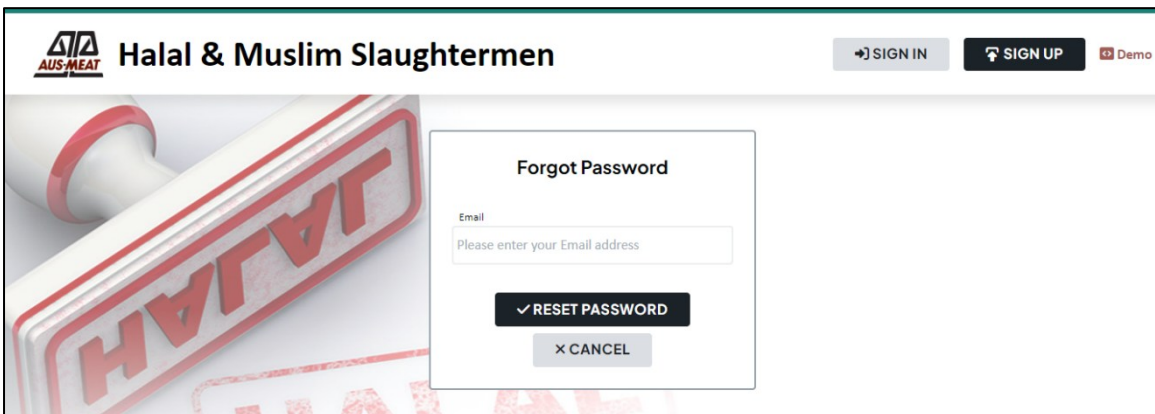 AUS-MEAT
Halal & Muslim Slaughtermen
SIGN IN
SIGN UP
Demo
HALAL
Forgot Password
Email
Please enter your Email address
RESET PASSWORD
CANCEL
HALAL